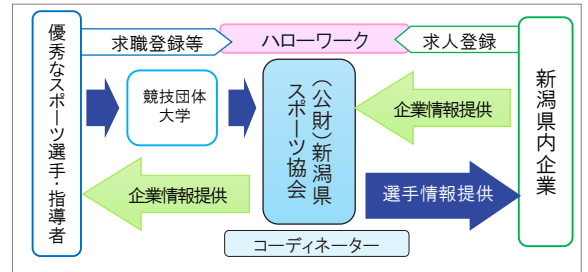 優秀なスポーツ選手・指導者
求職登録等
ハローワーク
求人登録
新潟県内企業
競技団体
大学
（公財）新潟県
スポーツ協会
企業情報提供
企業情報提供
選手情報提供
コーディネーター